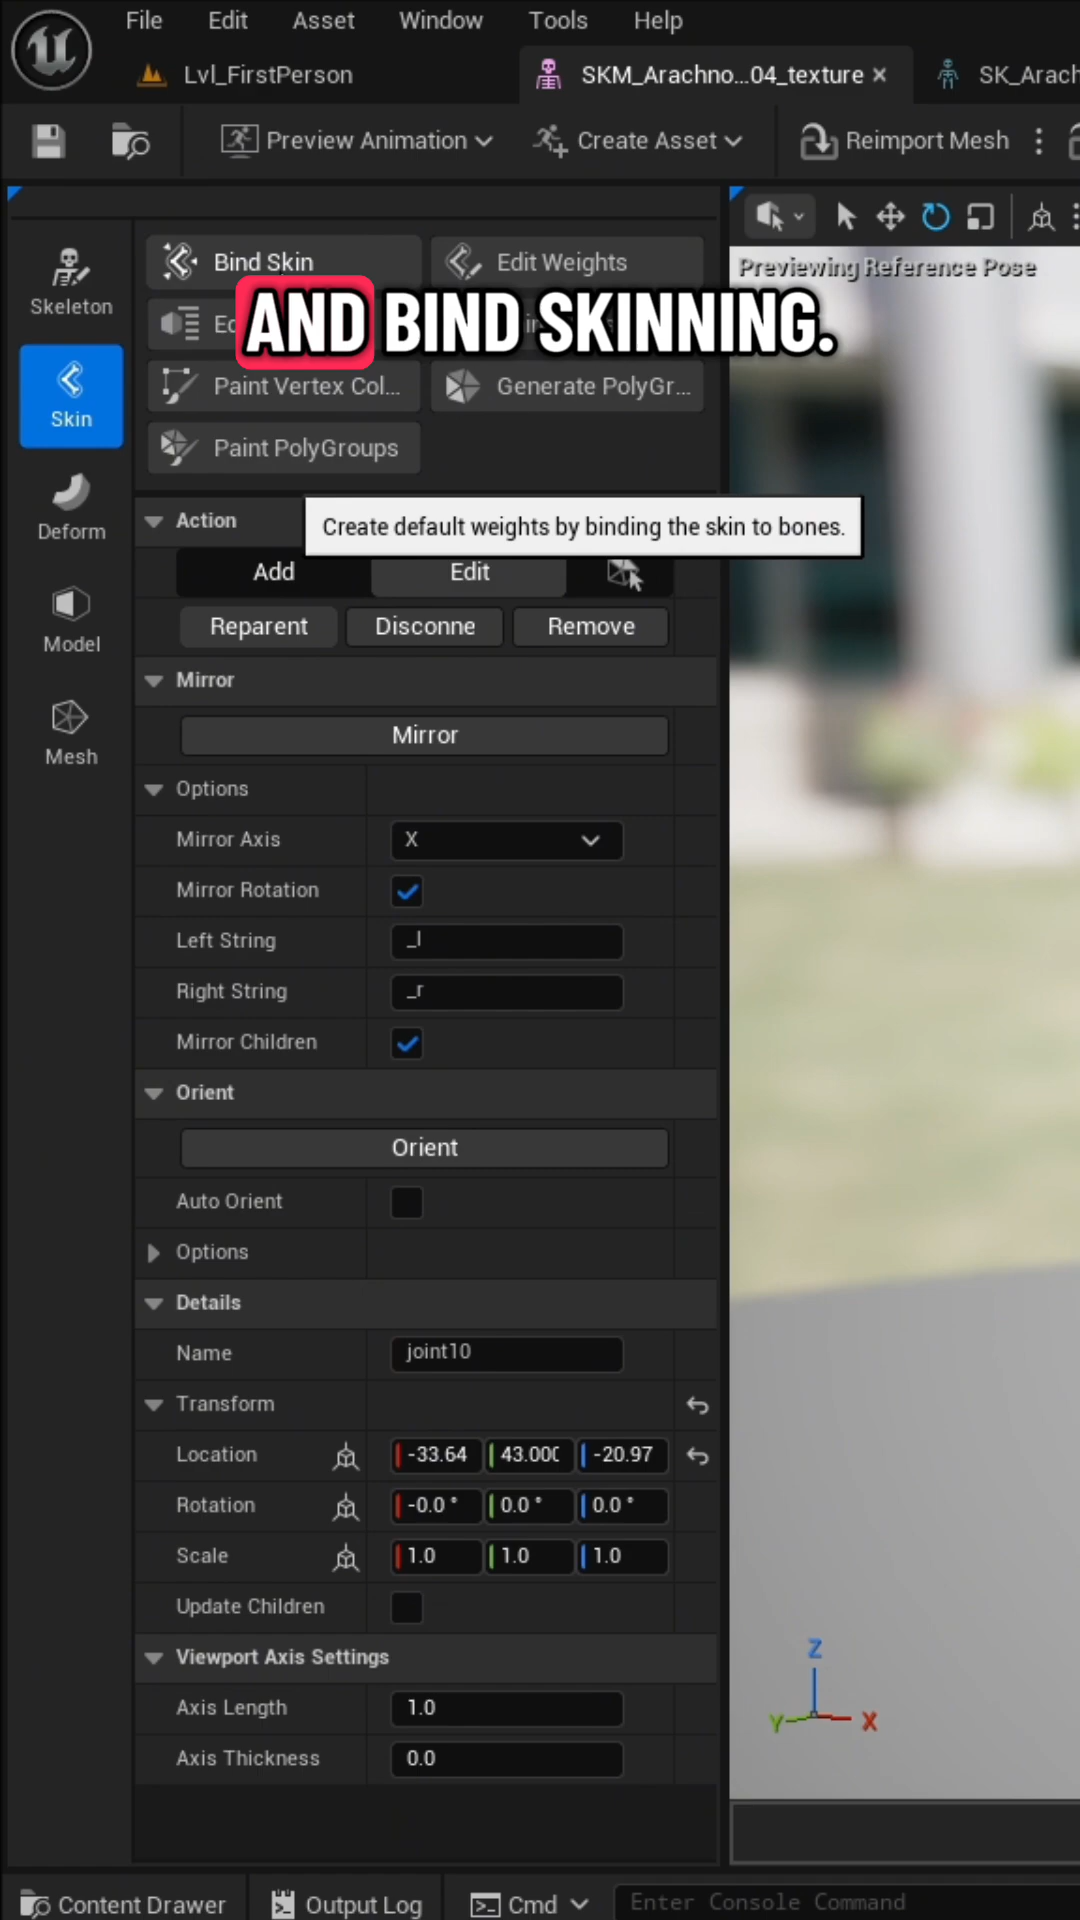 File Edit Asset Window Tools Help
Lvl_FirstPerson SKM_Arachno...04_texture SK_Arach
Preview Animation Create Asset Reimport Mesh
Bind Skin Edit Weights
Previewing Reference Pose
AND BIND SKINNING.
Paint Vertex Col... Generate PolyGr...
Paint PolyGroups
Skeleton
Skin
Deform
Model
Mesh
Action
Create default weights by binding the skin to bones.
Add Edit
Reparent Disconne Remove
Mirror
Mirror
Options
Mirror Axis X
Mirror Rotation
Left String _l
Right String _r
Mirror Children
Orient
Orient
Auto Orient
Options
Details
Name joint10
Transform
Location -33.64 43.000 -20.97
Rotation -0.0 ° 0.0 ° 0.0 °
Scale 1.0 1.0 1.0
Update Children
Viewport Axis Settings
Axis Length 1.0
Axis Thickness 0.0
Z
Y X
Content Drawer Output Log Cmd Enter Console Command